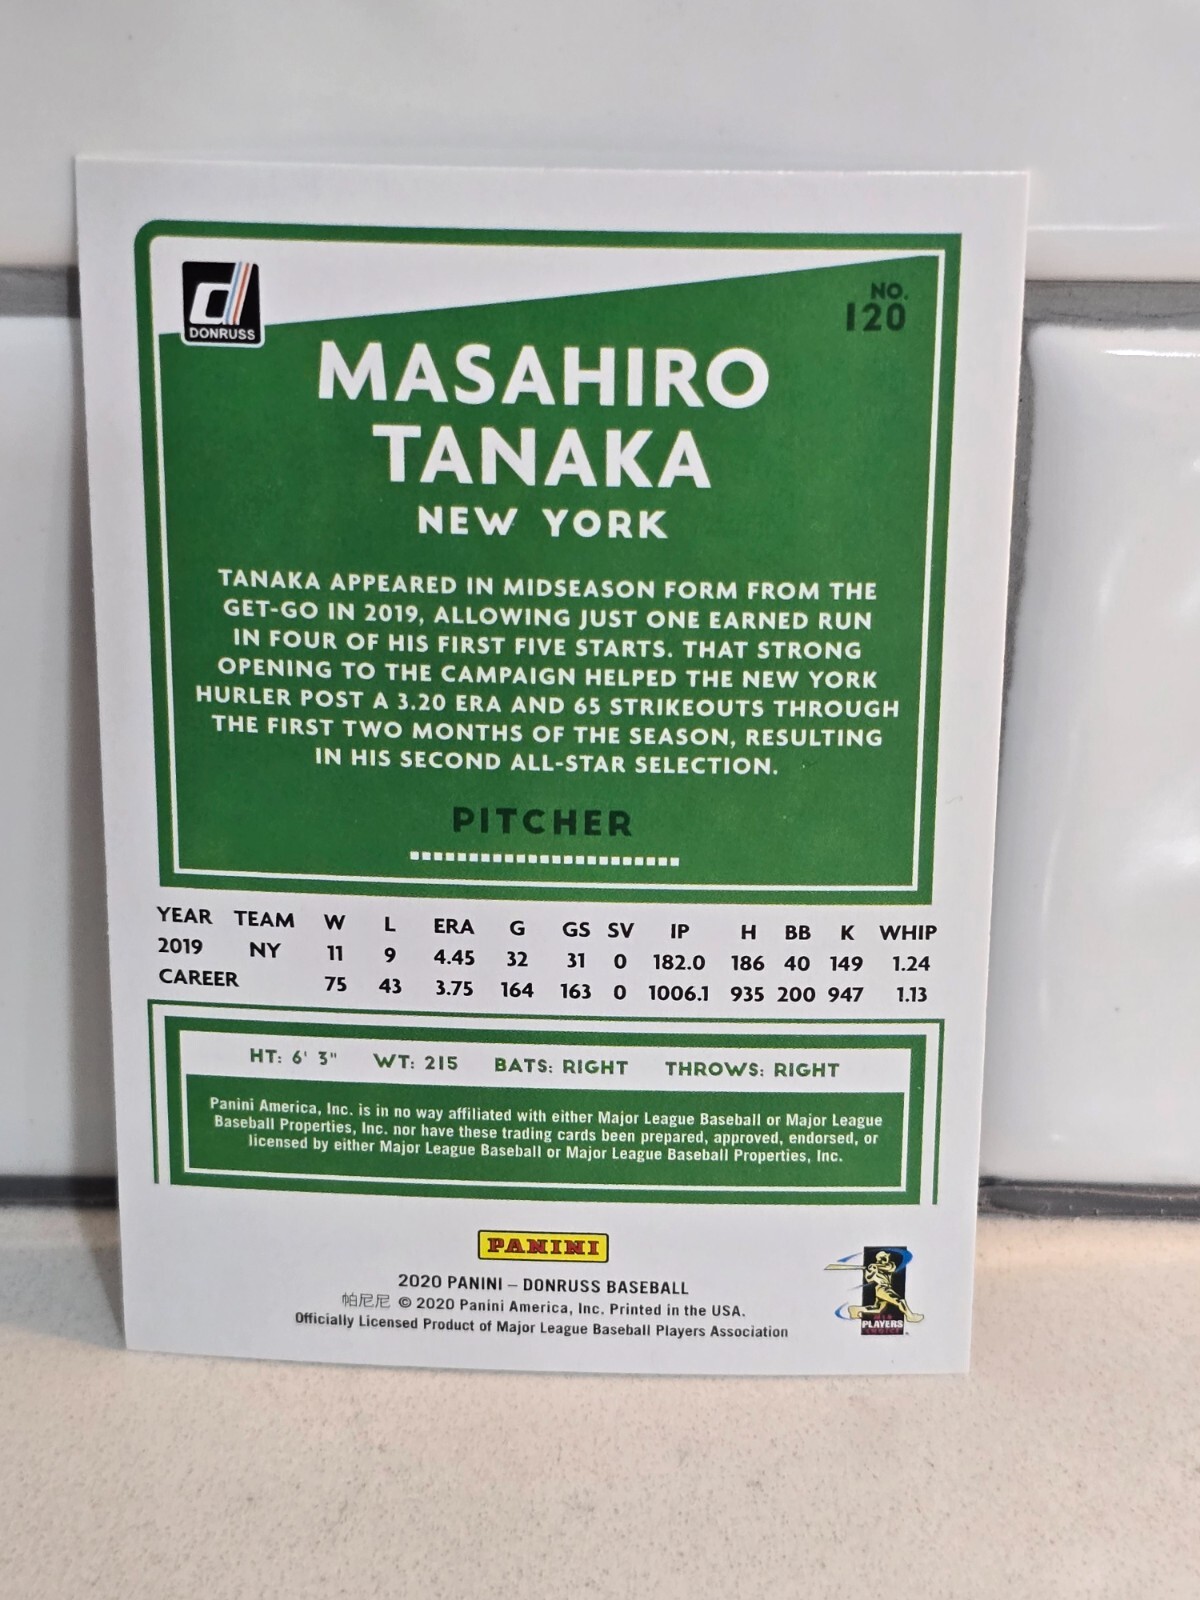 DONRUSS
NO.
120
MASAHIRO
TANAKA
NEW YORK
TANAKA APPEARED IN MIDSEASON FORM FROM THE
GET-GO IN 2019, ALLOWING JUST ONE EARNED RUN
IN FOUR OF HIS FIRST FIVE STARTS. THAT STRONG
OPENING TO THE CAMPAIGN HELPED THE NEW YORK
HURLER POST A 3.20 ERA AND 65 STRIKEOUTS THROUGH
THE FIRST TWO MONTHS OF THE SEASON, RESULTING
IN HIS SECOND ALL-STAR SELECTION.
PITCHER
YEAR TEAM W L ERA G GS SV IP H BB K WHIP
2019 NY 11 9 4.45 32 31 0 182.0 186 40 149 1.24
CAREER 75 43 3.75 164 163 0 1006.1 935 200 947 1.13
HT: 6' 3" WT: 215 BATS: RIGHT THROWS: RIGHT
Panini America, Inc. is in no way affiliated with either Major League Baseball or Major League
Baseball Properties, Inc. nor have these trading cards been prepared, approved, endorsed, or
licensed by either Major League Baseball or Major League Baseball Properties, Inc.
PANINI
2020 PANINI – DONRUSS BASEBALL
帕尼尼 © 2020 Panini America, Inc. Printed in the USA.
Officially Licensed Product of Major League Baseball Players Association
MLB
PLAYERS
CHOICE